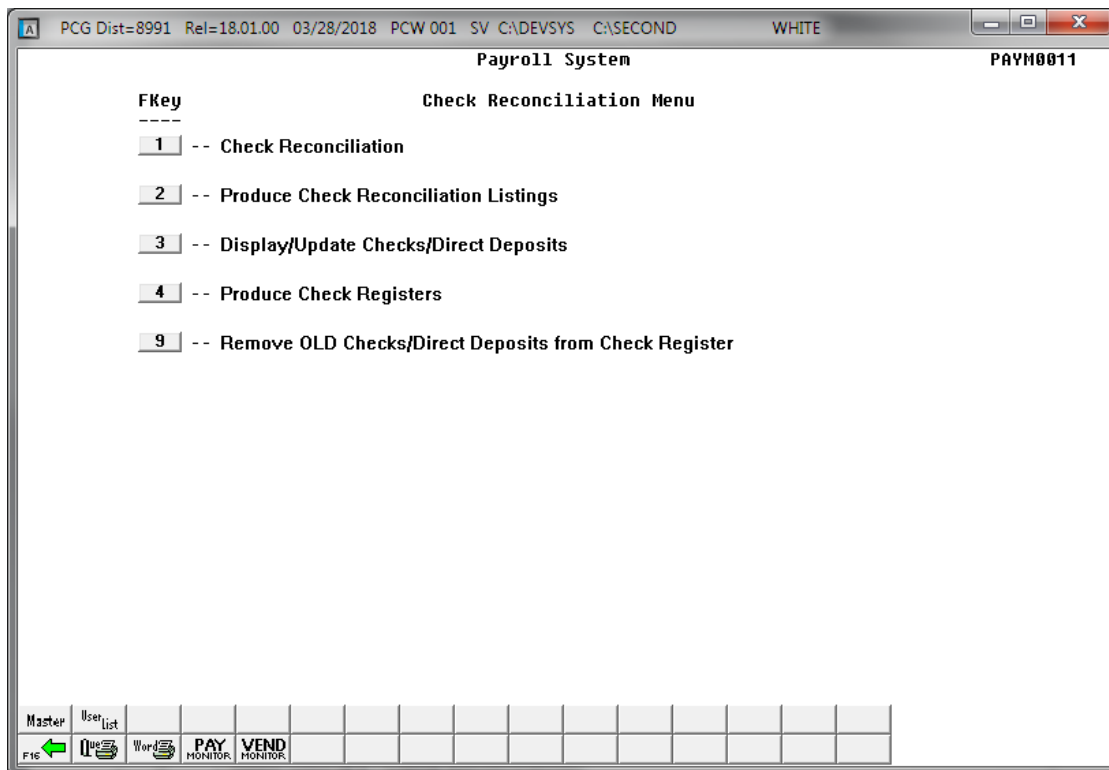 A PCG Dist=8991 Rel=18.01.00 03/28/2018 PCW 001 SV C:\DEVSYS C:\SECOND WHITE
Payroll System PAYM0011
FKey Check Reconciliation Menu
----
1 -- Check Reconciliation
2 -- Produce Check Reconciliation Listings
3 -- Display/Update Checks/Direct Deposits
4 -- Produce Check Registers
9 -- Remove OLD Checks/Direct Deposits from Check Register
Master User List
F16 Que Word PAY MONITOR VEND MONITOR